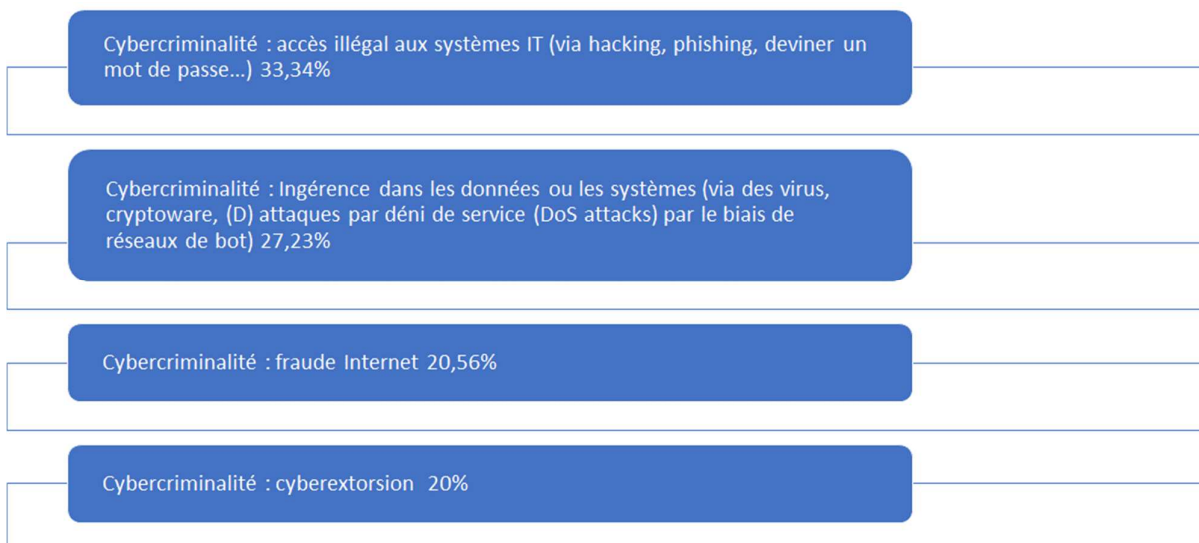 Cybercriminalité : accès illégal aux systèmes IT (via hacking, phishing, deviner un
mot de passe...) 33,34%
Cybercriminalité : Ingérence dans les données ou les systèmes (via des virus,
cryptoware, (D) attaques par déni de service (DoS attacks) par le biais de
réseaux de bot) 27,23%
Cybercriminalité : fraude Internet 20,56%
Cybercriminalité : cyberextorsion 20%